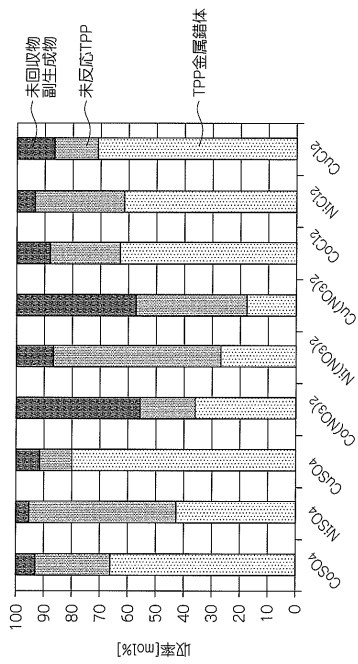 収率[mol%]
100
90
80
70
60
50
40
30
20
10
0
CoSO4
NiSO4
CuSO4
Co(NO3)2
Ni(NO3)2
Cu(NO3)2
CoCl2
NiCl2
CuCl2
未回収物
副生成物
未反応TPP
TPP金属錯体